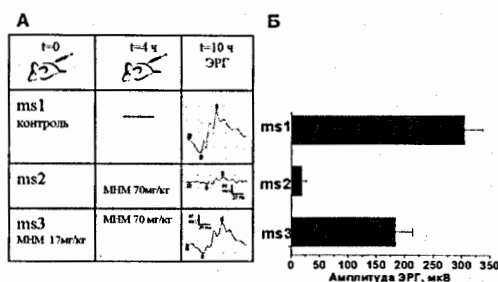 А
t=0
t=4 ч
t=10 ч
ЭРГ
ms1
контроль
ms2
МНМ 70мг/кг
ms3
МНМ 17мг/кг
МНМ 70 мг/кг
Б
ms1
ms2
ms3
0 50 100 150 200 250 300 350
Амплитуда ЭРГ, мкВ